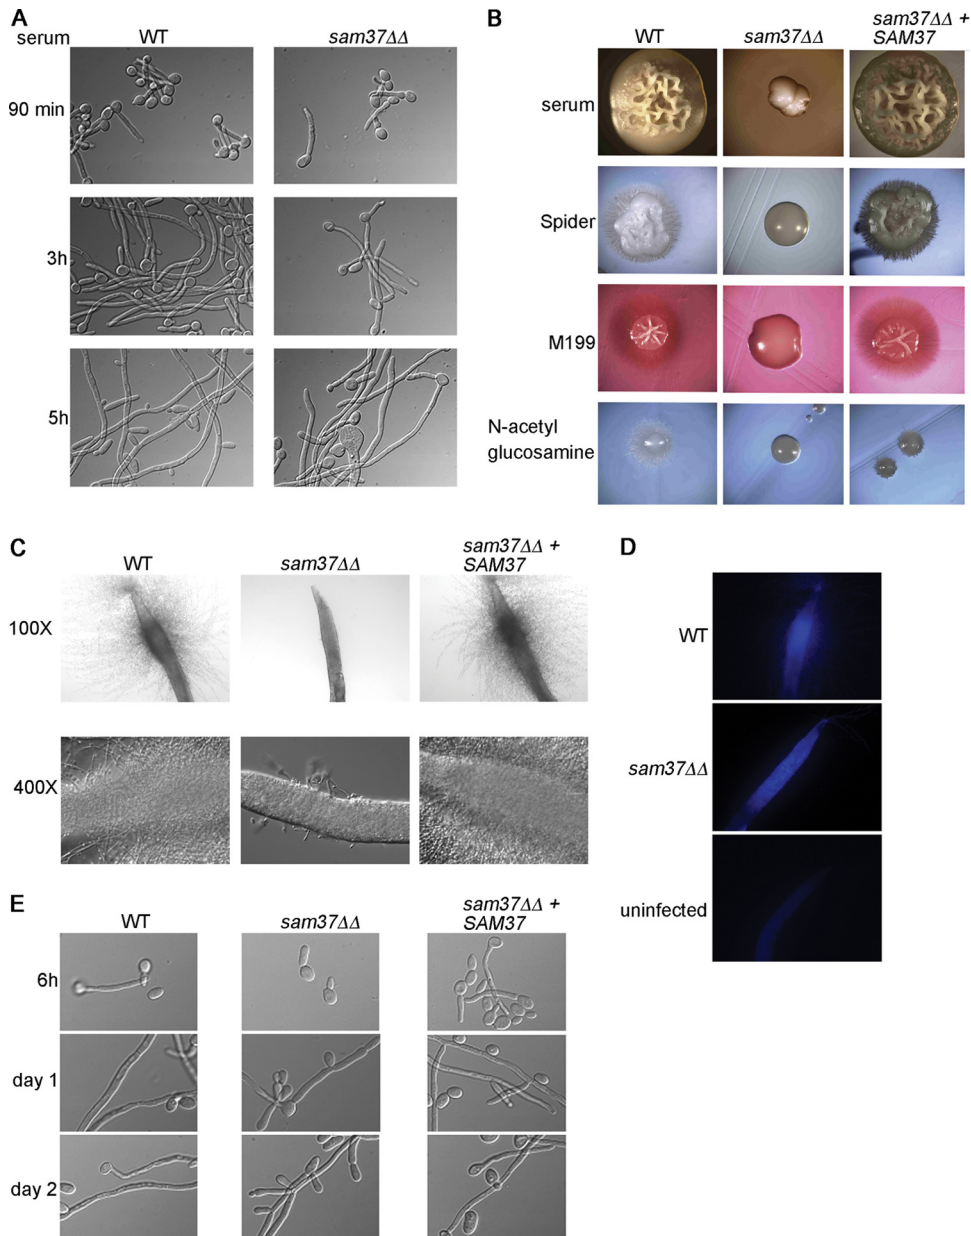 A
serum
WT
sam37ΔΔ
90 min
3h
5h
B
WT
sam37ΔΔ
sam37ΔΔ +
SAM37
serum
Spider
M199
N-acetyl
glucosamine
C
WT
sam37ΔΔ
sam37ΔΔ +
SAM37
100X
400X
D
WT
sam37ΔΔ
uninfected
E
WT
sam37ΔΔ
sam37ΔΔ +
SAM37
6h
day 1
day 2